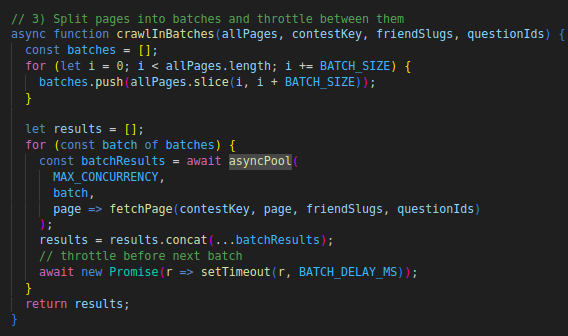 // 3) Split pages into batches and throttle between them
async function crawlInBatches(allPages, contestKey, friendSlugs, questionIds) {
  const batches = [];
  for (let i = 0; i < allPages.length; i += BATCH_SIZE) {
    batches.push(allPages.slice(i, i + BATCH_SIZE));
  }

  let results = [];
  for (const batch of batches) {
    const batchResults = await asyncPool(
      MAX_CONCURRENCY,
      batch,
      page => fetchPage(contestKey, page, friendSlugs, questionIds)
    );
    results = results.concat(...batchResults);
    // throttle before next batch
    await new Promise(r => setTimeout(r, BATCH_DELAY_MS));
  }
  return results;
}